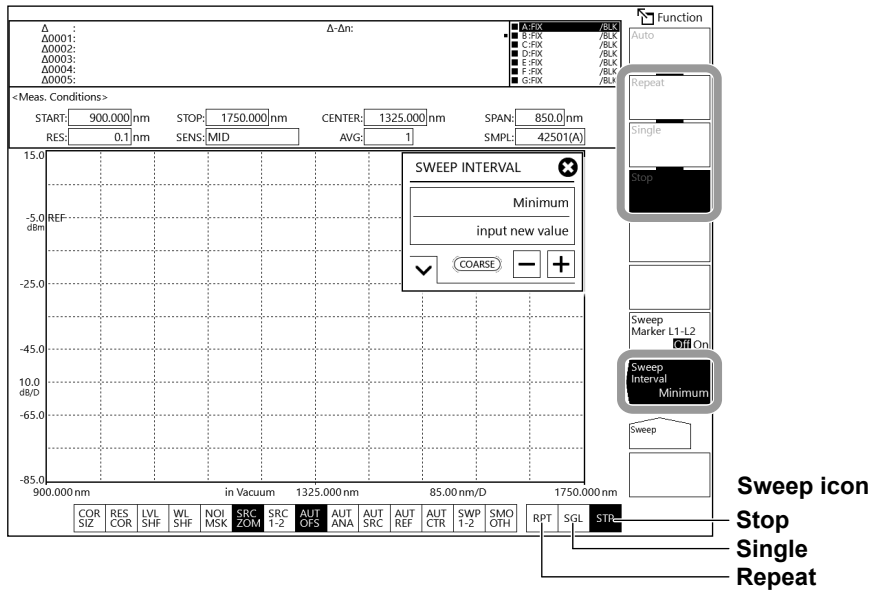 Function
Δ :
Δ0001:
Δ0002:
Δ0003:
Δ0004:
Δ0005:
Δ-Δn:
A:FIX /BLK
B:FIX /BLK
C:FIX /BLK
D:FIX /BLK
E:FIX /BLK
F:FIX /BLK
G:FIX /BLK
Auto
Repeat
Single
Stop
<Meas. Conditions>
START: 900.000 nm STOP: 1750.000 nm CENTER: 1325.000 nm SPAN: 850.0 nm
RES: 0.1 nm SENS: MID AVG: 1 SMPL: 42501(A)
15.0
-5.0 REF
dBm
-25.0
-45.0
10.0
dB/D
-65.0
-85.0
SWEEP INTERVAL
Minimum
input new value
COARSE
Sweep
Marker L1-L2
Off On
Sweep
Interval
Minimum
Sweep
900.000 nm in Vacuum 1325.000 nm 85.00 nm/D 1750.000 nm
COR SIZ
RES COR
LVL SHF
WL SHF
NOI MSK
SRC ZOM
SRC 1-2
AUT OFS
AUT ANA
AUT SRC
AUT REF
AUT CTR
SWP 1-2
SMO OTH
RPT
SGL
STP
Sweep icon
Stop
Single
Repeat